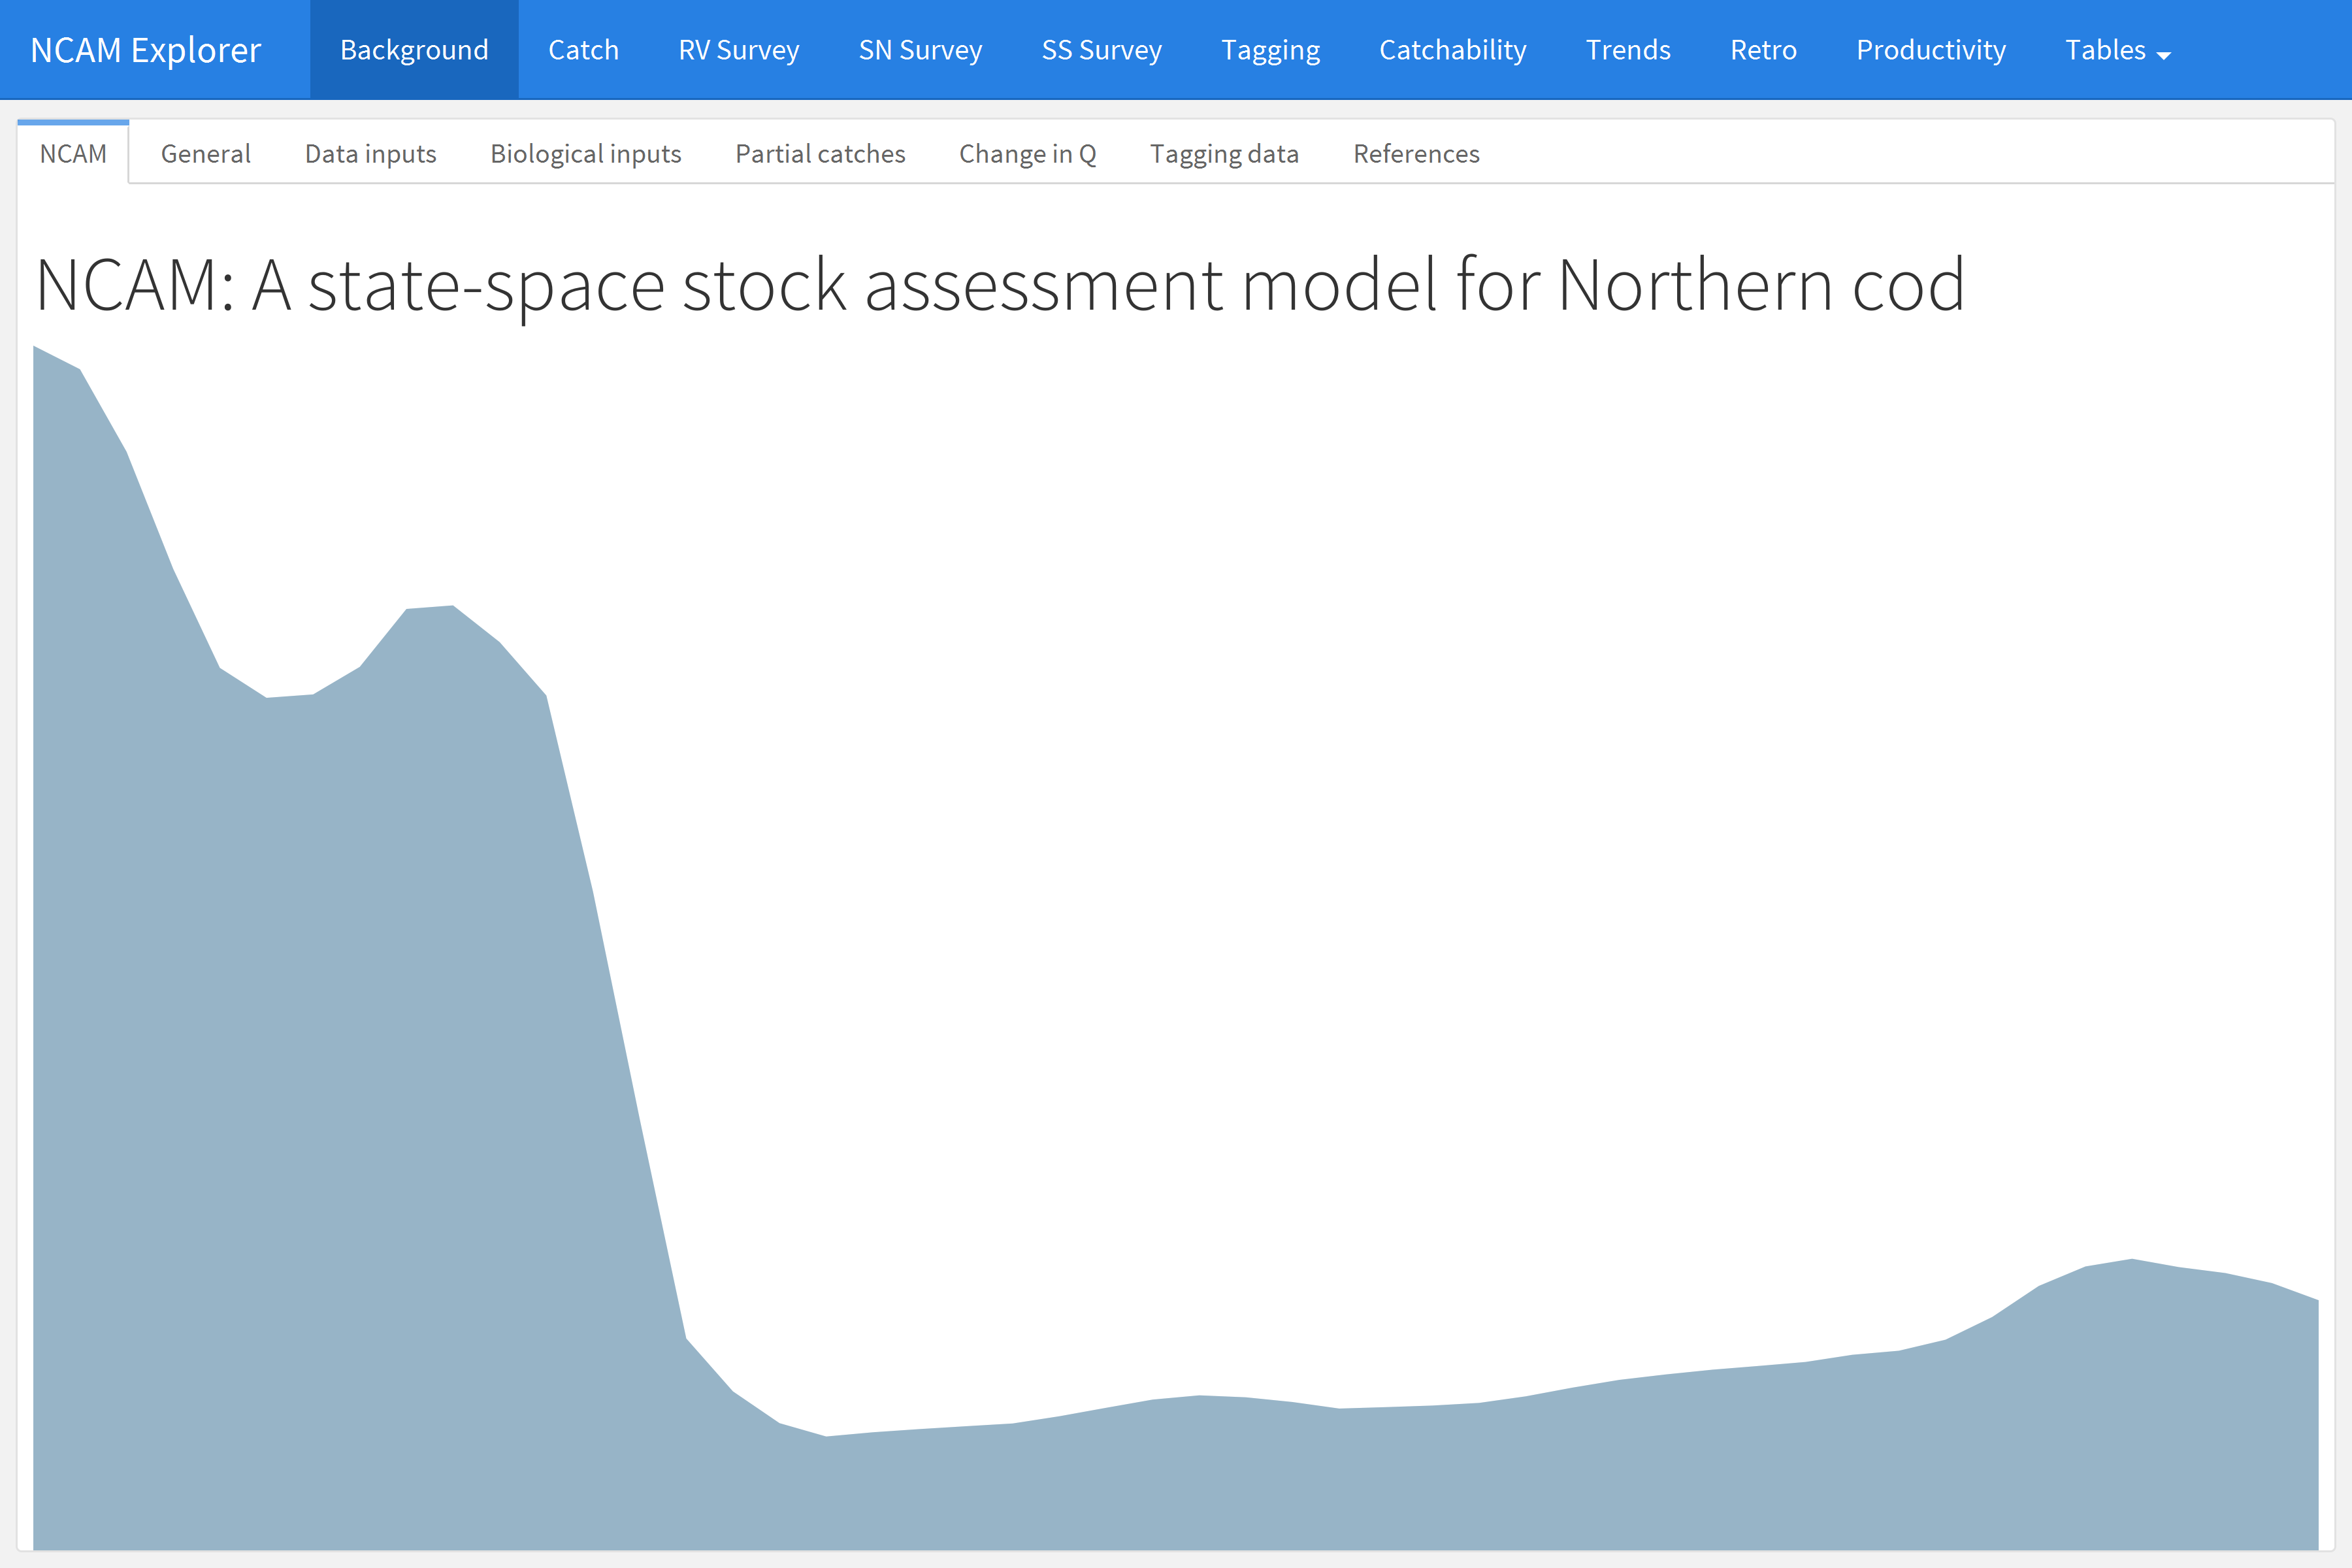 NCAM Explorer Background Catch RV Survey SN Survey SS Survey Tagging Catchability Trends Retro Productivity Tables
NCAM General Data inputs Biological inputs Partial catches Change in Q Tagging data References
NCAM: A state-space stock assessment model for Northern cod